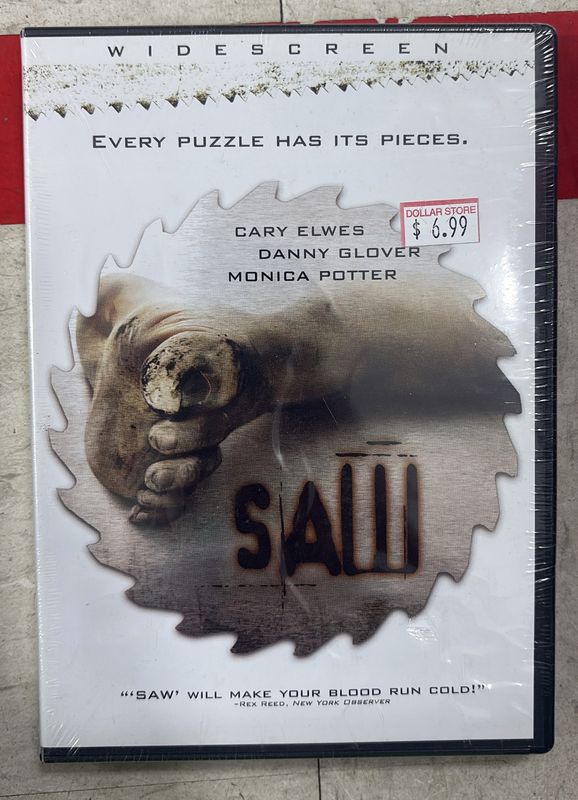 WIDESCREEN
EVERY PUZZLE HAS ITS PIECES.
DOLLAR STORE
$ 6.99
CARY ELWES
DANNY GLOVER
MONICA POTTER
SAW
"'SAW' WILL MAKE YOUR BLOOD RUN COLD!"
-REX REED, NEW YORK OBSERVER